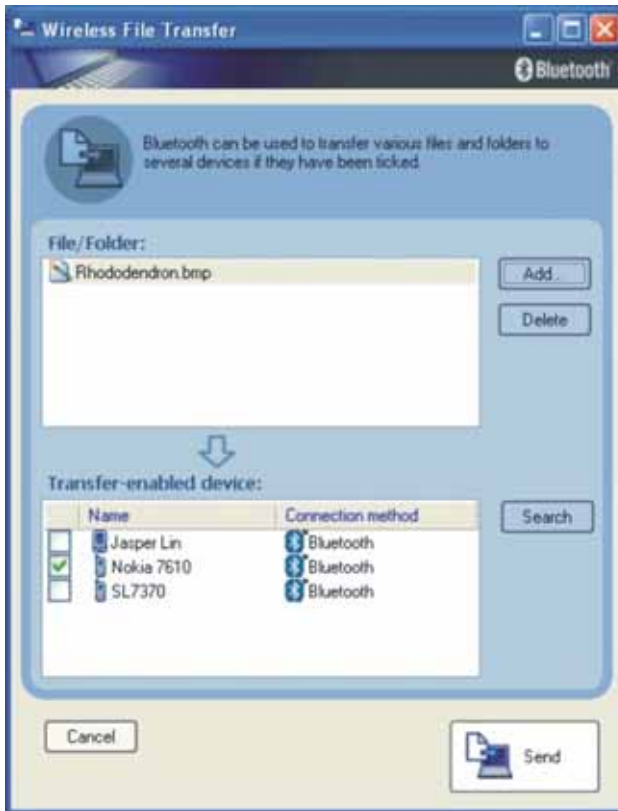 Wireless File Transfer
Bluetooth
Bluetooth can be used to transfer various files and folders to
several devices if they have been ticked.
File/Folder:
Rhododendron.bmp
Add...
Delete
Transfer-enabled device:
Name Connection method
Search
Jasper Lin Bluetooth
Nokia 7610 Bluetooth
SL7370 Bluetooth
Cancel
Send